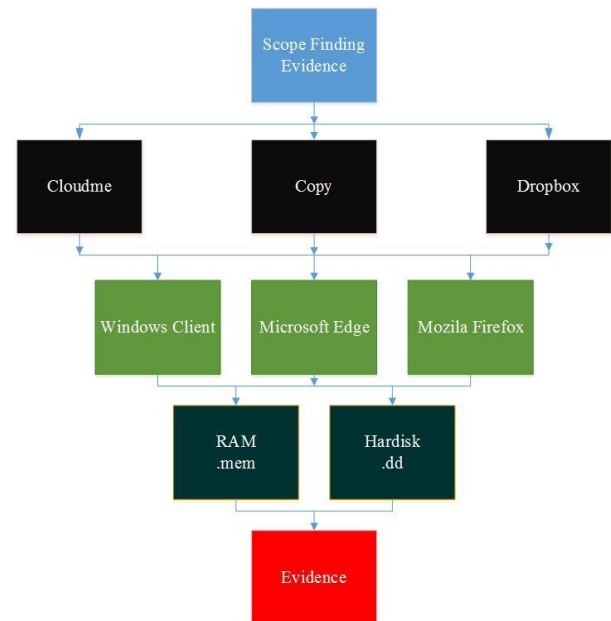 Scope Finding
Evidence
Cloudme
Copy
Dropbox
Windows Client
Microsoft Edge
Mozila Firefox
RAM
.mem
Hardisk
.dd
Evidence